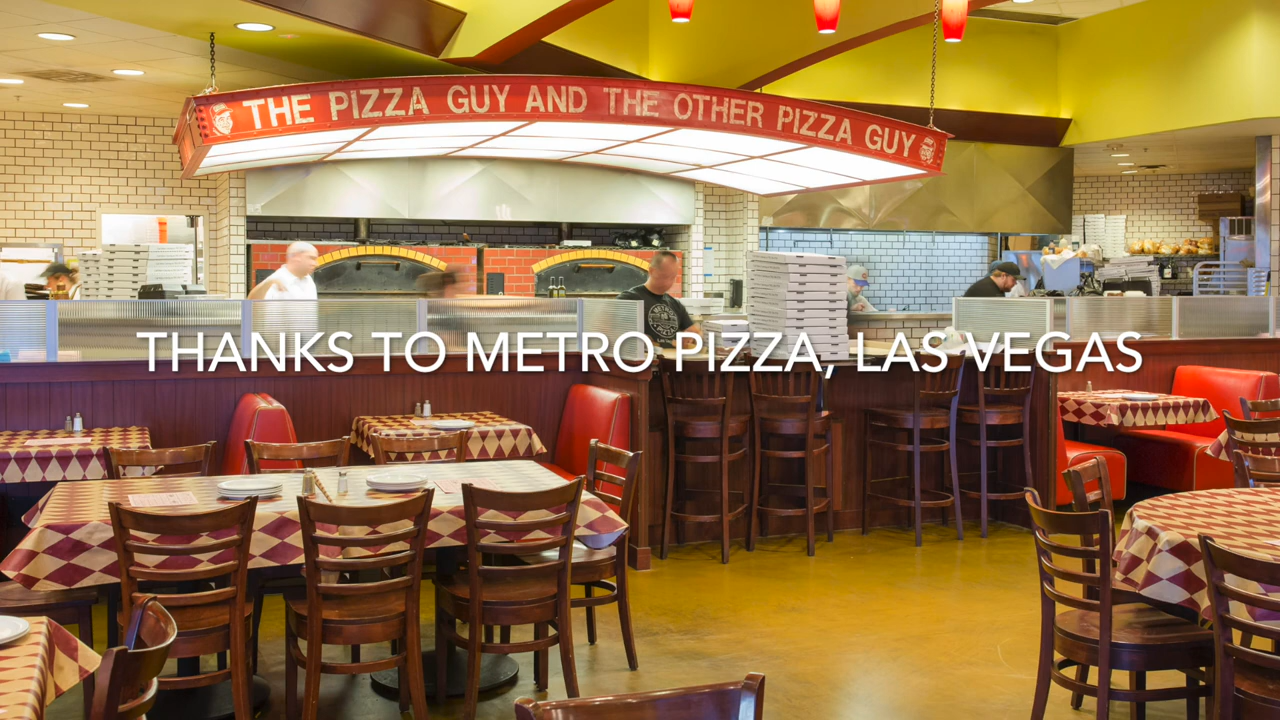 THE PIZZA GUY AND THE OTHER PIZZA GUY
THANKS TO METRO PIZZA, LAS VEGAS